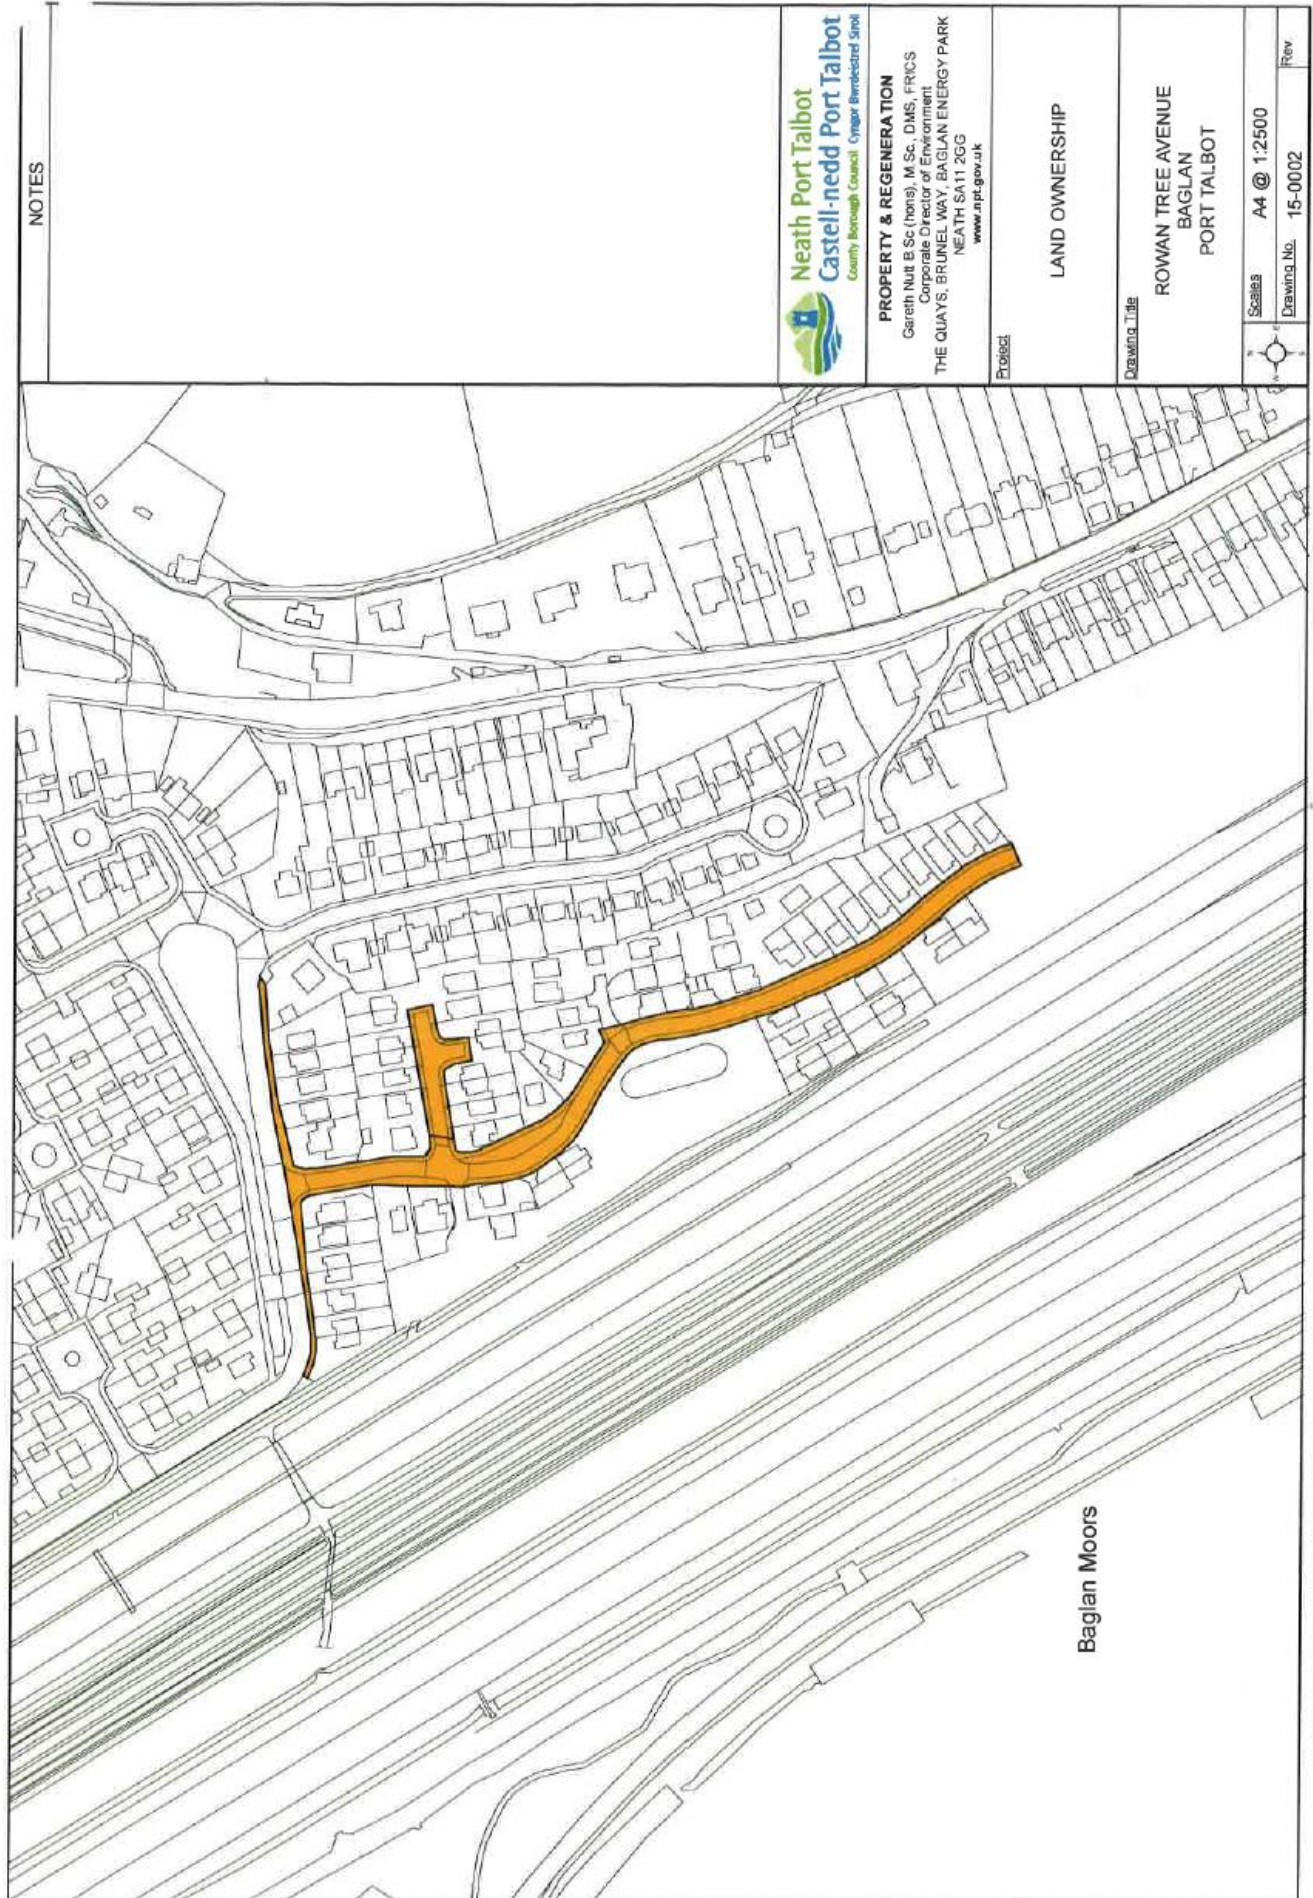 NOTES
Neath Port Talbot
Castell-nedd Port Talbot
County Borough Council Cyngor Bwrdeistref Sirol
PROPERTY & REGENERATION
Gareth Nutt B.Sc (hons), M.Sc., DMS, FRICS
Corporate Director of Environment
THE QUAYS, BRUNEL WAY, BAGLAN ENERGY PARK
NEATH SA11 2GG
www.npt.gov.uk
Project
LAND OWNERSHIP
Drawing Title
ROWAN TREE AVENUE
BAGLAN
PORT TALBOT
N
W E
S
Scales
A4 @ 1:2500
Drawing No.
15-0002
Rev
Baglan Moors